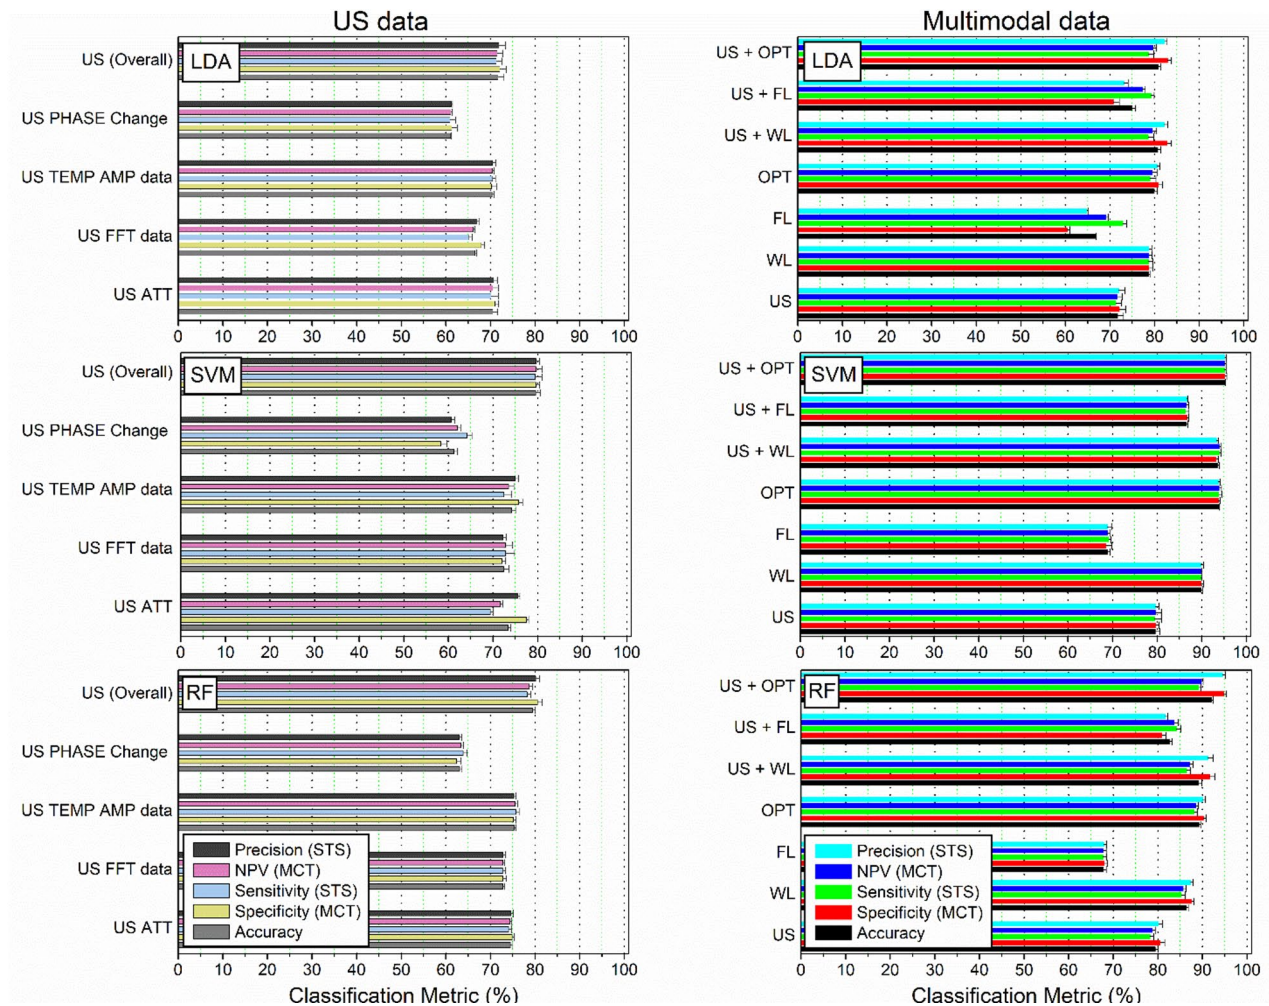 US data
LDA
US (Overall)
US PHASE Change
US TEMP AMP data
US FFT data
US ATT
0 10 20 30 40 50 60 70 80 90 100
SVM
US (Overall)
US PHASE Change
US TEMP AMP data
US FFT data
US ATT
0 10 20 30 40 50 60 70 80 90 100
RF
US (Overall)
US PHASE Change
US TEMP AMP data
US FFT data
US ATT
Precision (STS)
NPV (MCT)
Sensitivity (STS)
Specificity (MCT)
Accuracy
0 10 20 30 40 50 60 70 80 90 100
Classification Metric (%)
Multimodal data
LDA
US + OPT
US + FL
US + WL
OPT
FL
WL
US
0 10 20 30 40 50 60 70 80 90 100
SVM
US + OPT
US + FL
US + WL
OPT
FL
WL
US
0 10 20 30 40 50 60 70 80 90 100
RF
US + OPT
US + FL
US + WL
OPT
FL
WL
US
Precision (STS)
NPV (MCT)
Sensitivity (STS)
Specificity (MCT)
Accuracy
0 10 20 30 40 50 60 70 80 90 100
Classification Metric (%)